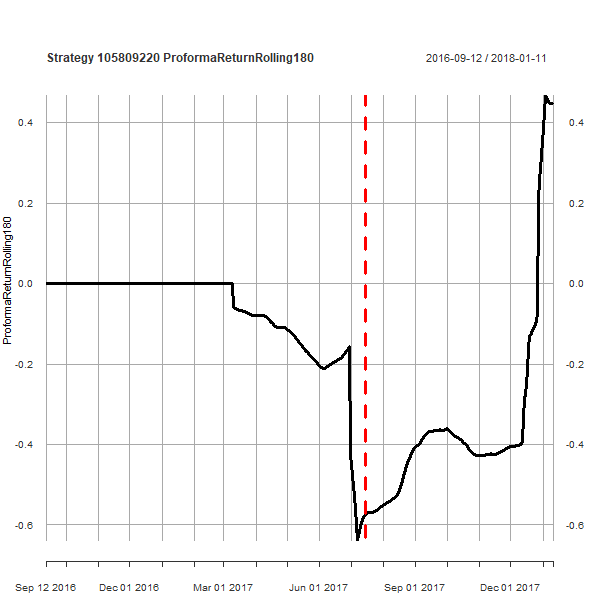 Strategy 105809220 ProformaReturnRolling180
2016-09-12 / 2018-01-11
ProformaReturnRolling180
0.4 0.4
0.2 0.2
0.0 0.0
-0.2 -0.2
-0.4 -0.4
-0.6 -0.6
Sep 12 2016 Dec 01 2016 Mar 01 2017 Jun 01 2017 Sep 01 2017 Dec 01 2017